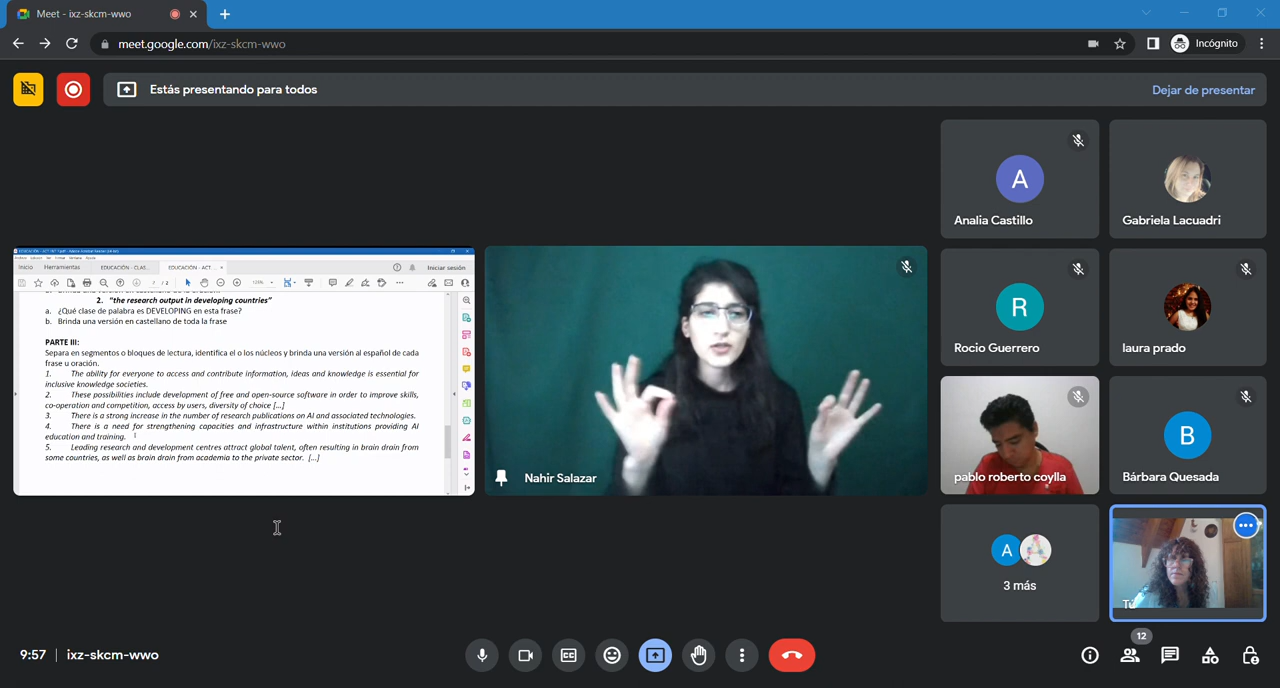 Meet - ixz-skcm-wwo
meet.google.com/ixz-skcm-wwo
Incógnito
Estás presentando para todos
Dejar de presentar
Inicio Herramientas EDUCACIÓN - CLAS... EDUCACIÓN - ACT... × Iniciar sesión
2. "the research output in developing countries"
a. ¿Qué clase de palabra es DEVELOPING en esta frase?
b. Brinda una versión en castellano de toda la frase
PARTE III:
Separa en segmentos o bloques de lectura, identifica el o los núcleos y brinda una versión al español de cada
frase u oración.
1. The ability for everyone to access and contribute information, ideas and knowledge is essential for
inclusive knowledge societies.
2. These possibilities include development of free and open-source software in order to improve skills,
co-operation and competition, access by users, diversity of choice [...]
3. There is a strong increase in the number of research publications on AI and associated technologies.
4. There is a need for strengthening capacities and infrastructure within institutions providing AI
education and training.
5. Leading research and development centres attract global talent, often resulting in brain drain from
some countries, as well as brain drain from academia to the private sector. [...]
Nahir Salazar
A
Analia Castillo
Gabriela Lacuadri
R
Rocio Guerrero
laura prado
pablo roberto coylla
B
Bárbara Quesada
A
3 más
Tú
9:57 | ixz-skcm-wwo
12